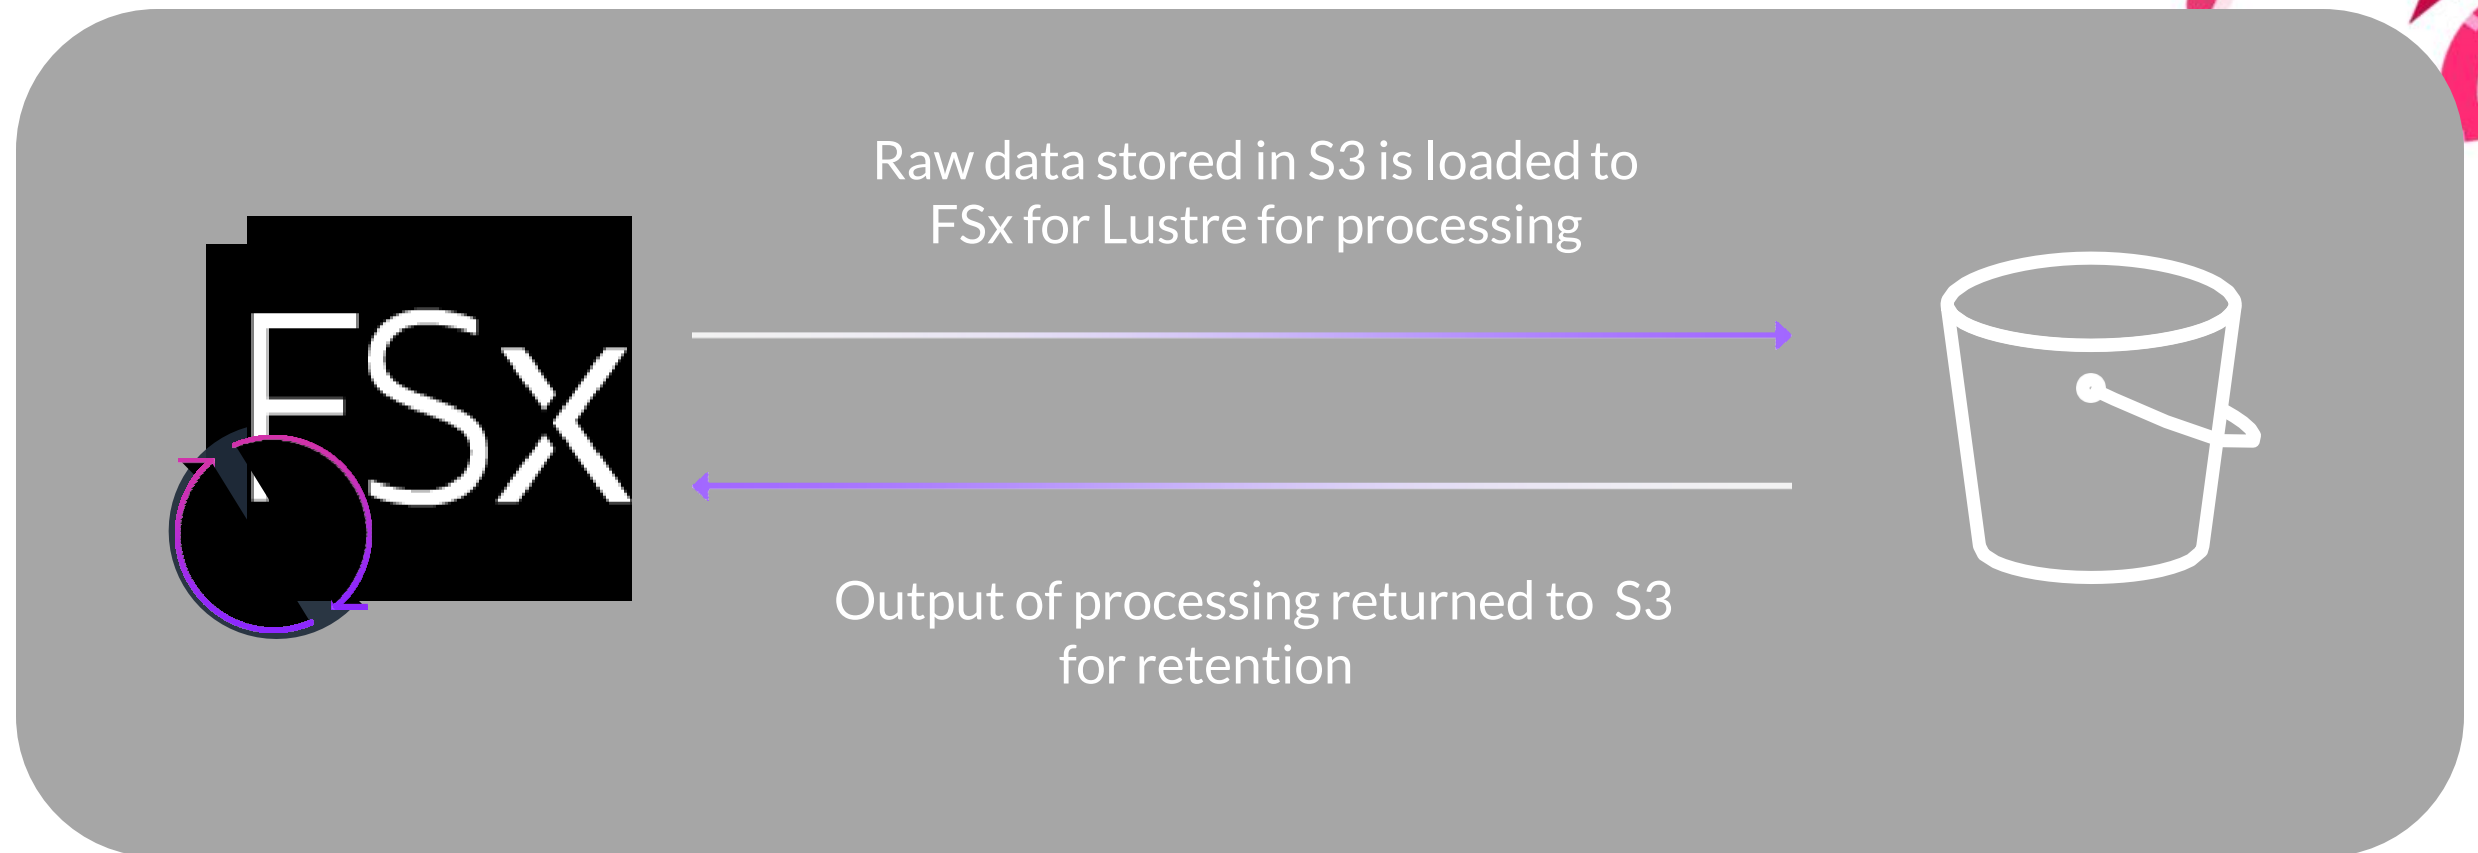 Raw data stored in S3 is loaded to
FSx for Lustre for processing
FSx
Output of processing returned to  S3
for retention